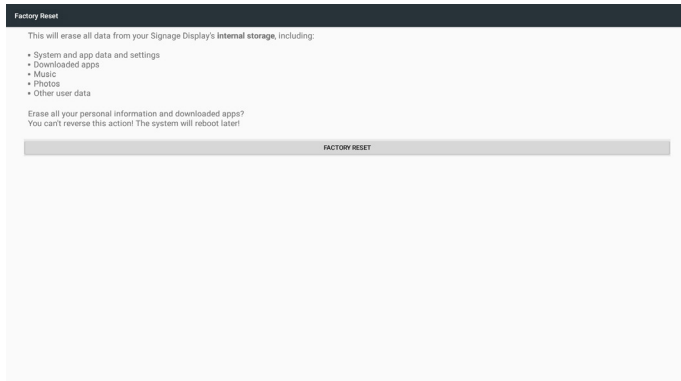 Factory Reset
This will erase all data from your Signage Display's internal storage, including:
• System and app data and settings
• Downloaded apps
• Music
• Photos
• Other user data
Erase all your personal information and downloaded apps?
You can't reverse this action! The system will reboot later!
FACTORY RESET